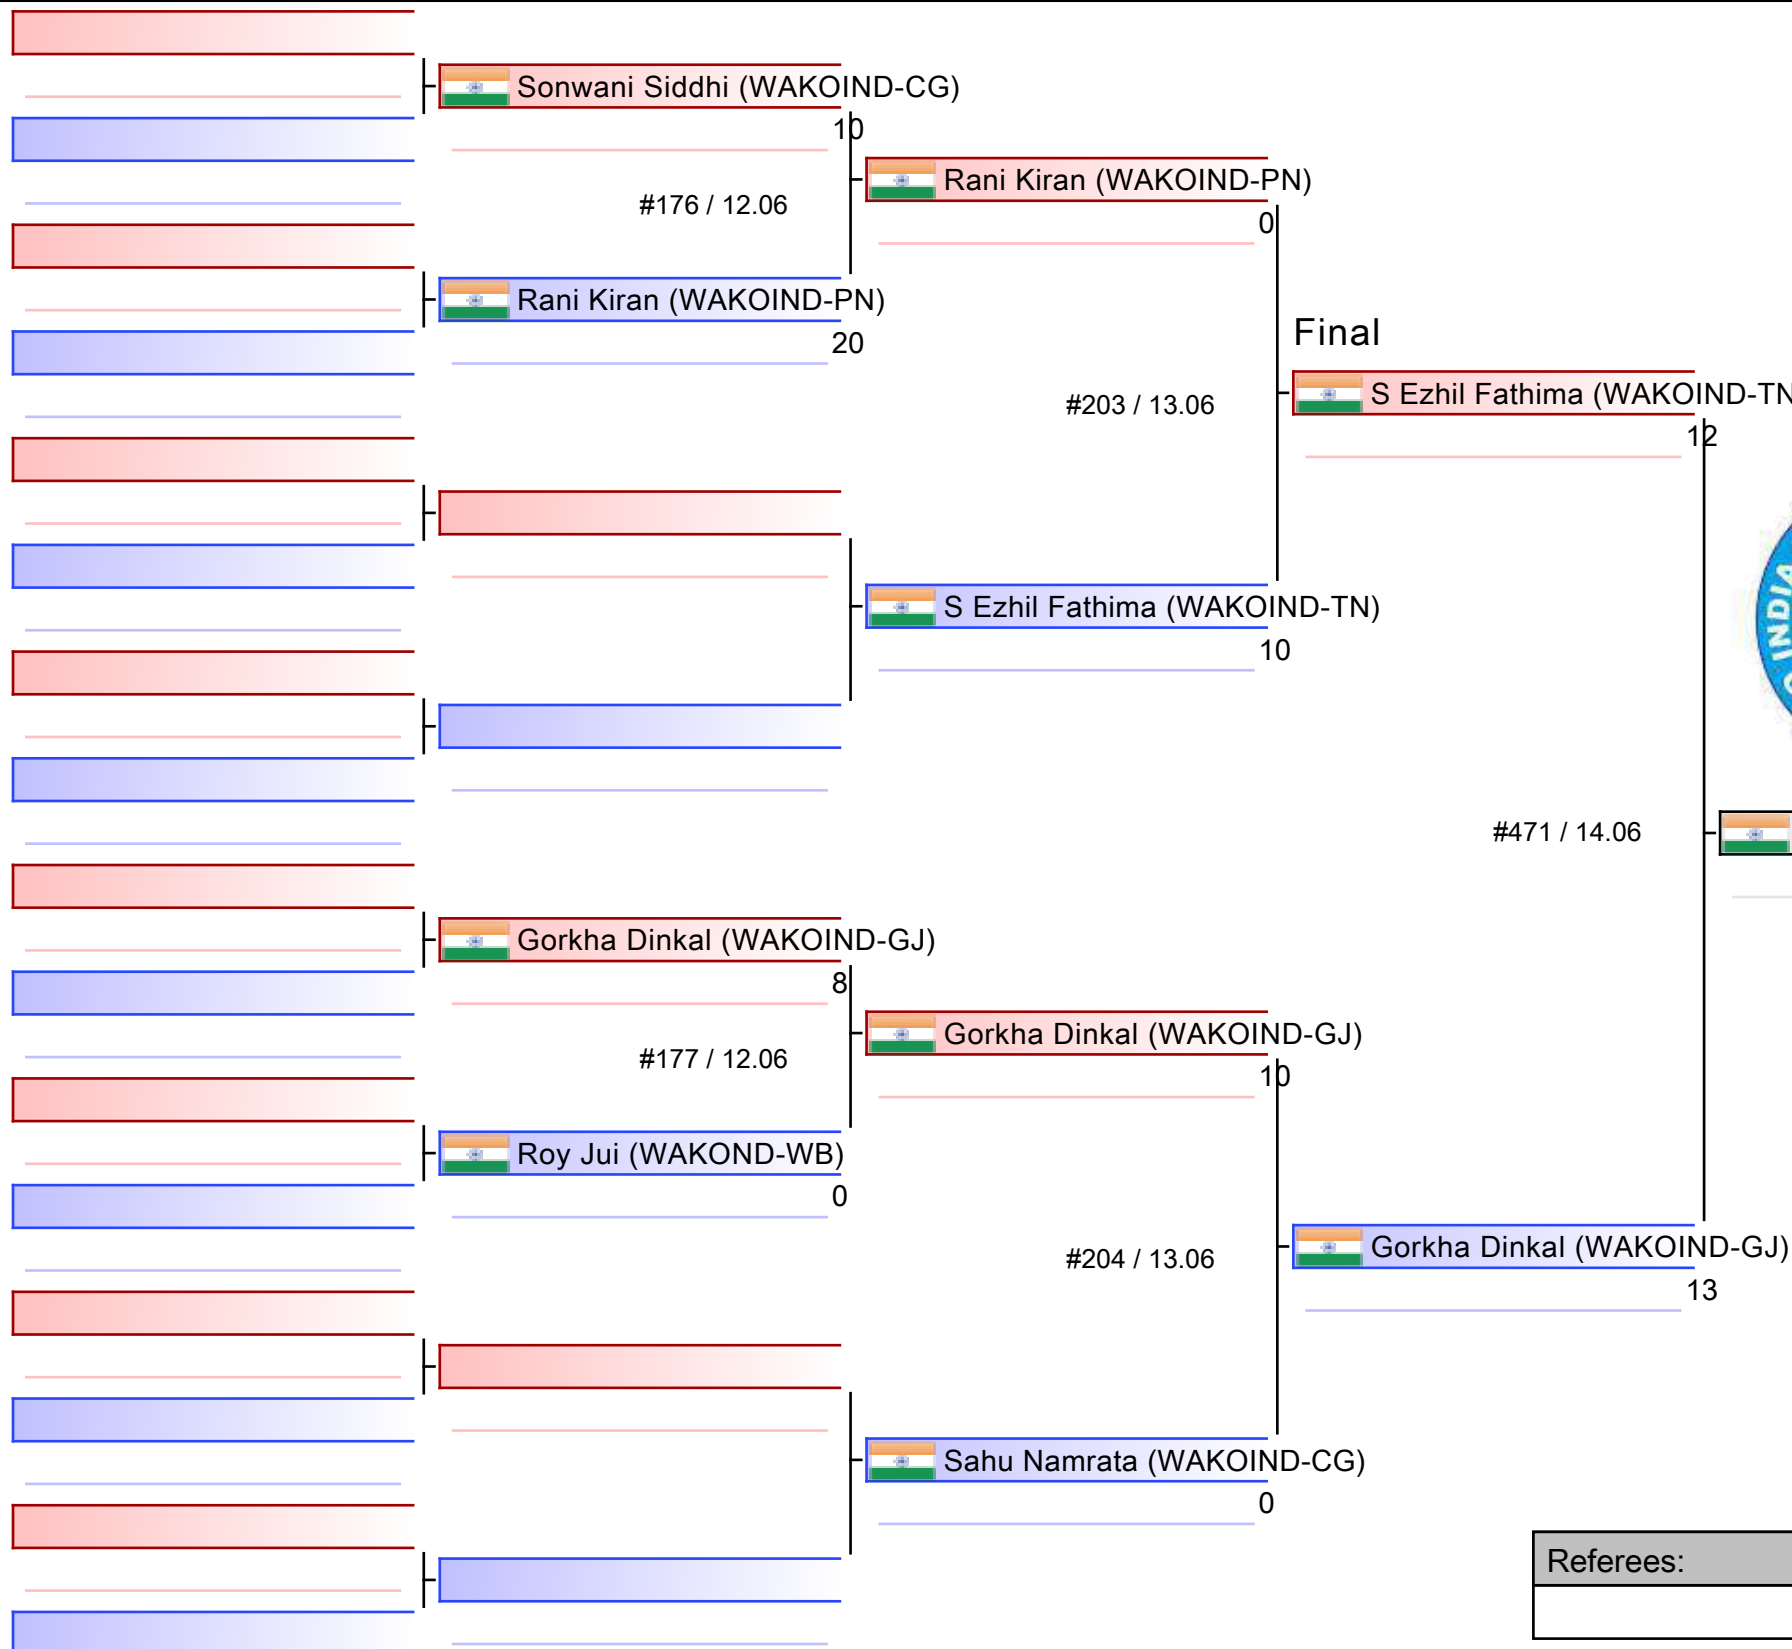 Sonwani Siddhi (WAKOIND-CG)
10
#176 / 12.06
Rani Kiran (WAKOIND-PN)
20
Rani Kiran (WAKOIND-PN)
0
#203 / 13.06
S Ezhil Fathima (WAKOIND-TN)
10
Final
S Ezhil Fathima (WAKOIND-TN
12
INDIA
#471 / 14.06
Gorkha Dinkal (WAKOIND-GJ)
8
#177 / 12.06
Roy Jui (WAKOND-WB)
0
Gorkha Dinkal (WAKOIND-GJ)
10
#204 / 13.06
Sahu Namrata (WAKOIND-CG)
0
Gorkha Dinkal (WAKOIND-GJ)
13
Referees: